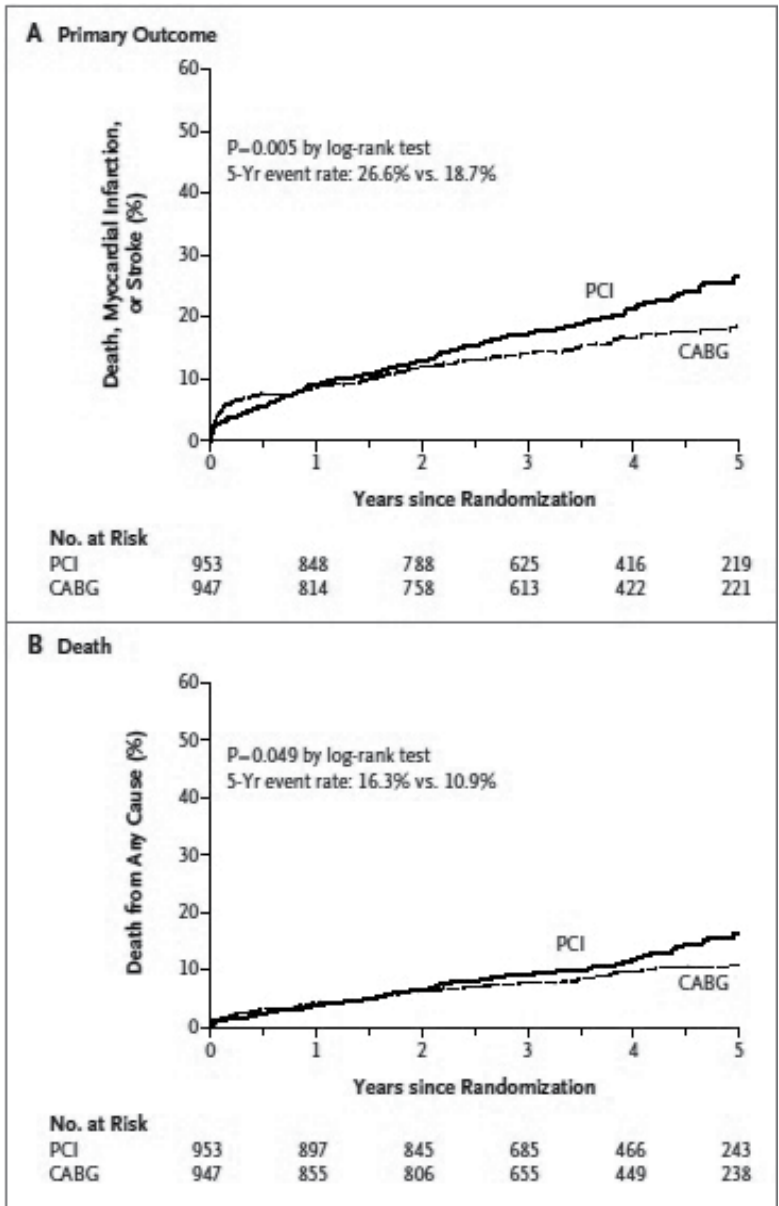 A Primary Outcome
60
50
40
30
20
10
0
Death, Myocardial Infarction,
or Stroke (%)
P=0.005 by log-rank test
5-Yr event rate: 26.6% vs. 18.7%
PCI
CABG
0 1 2 3 4 5
Years since Randomization
No. at Risk
PCI 953 848 788 625 416 219
CABG 947 814 758 613 422 221
B Death
60
50
40
30
20
10
0
Death from Any Cause (%)
P=0.049 by log-rank test
5-Yr event rate: 16.3% vs. 10.9%
PCI
CABG
0 1 2 3 4 5
Years since Randomization
No. at Risk
PCI 953 897 845 685 466 243
CABG 947 855 806 655 449 238